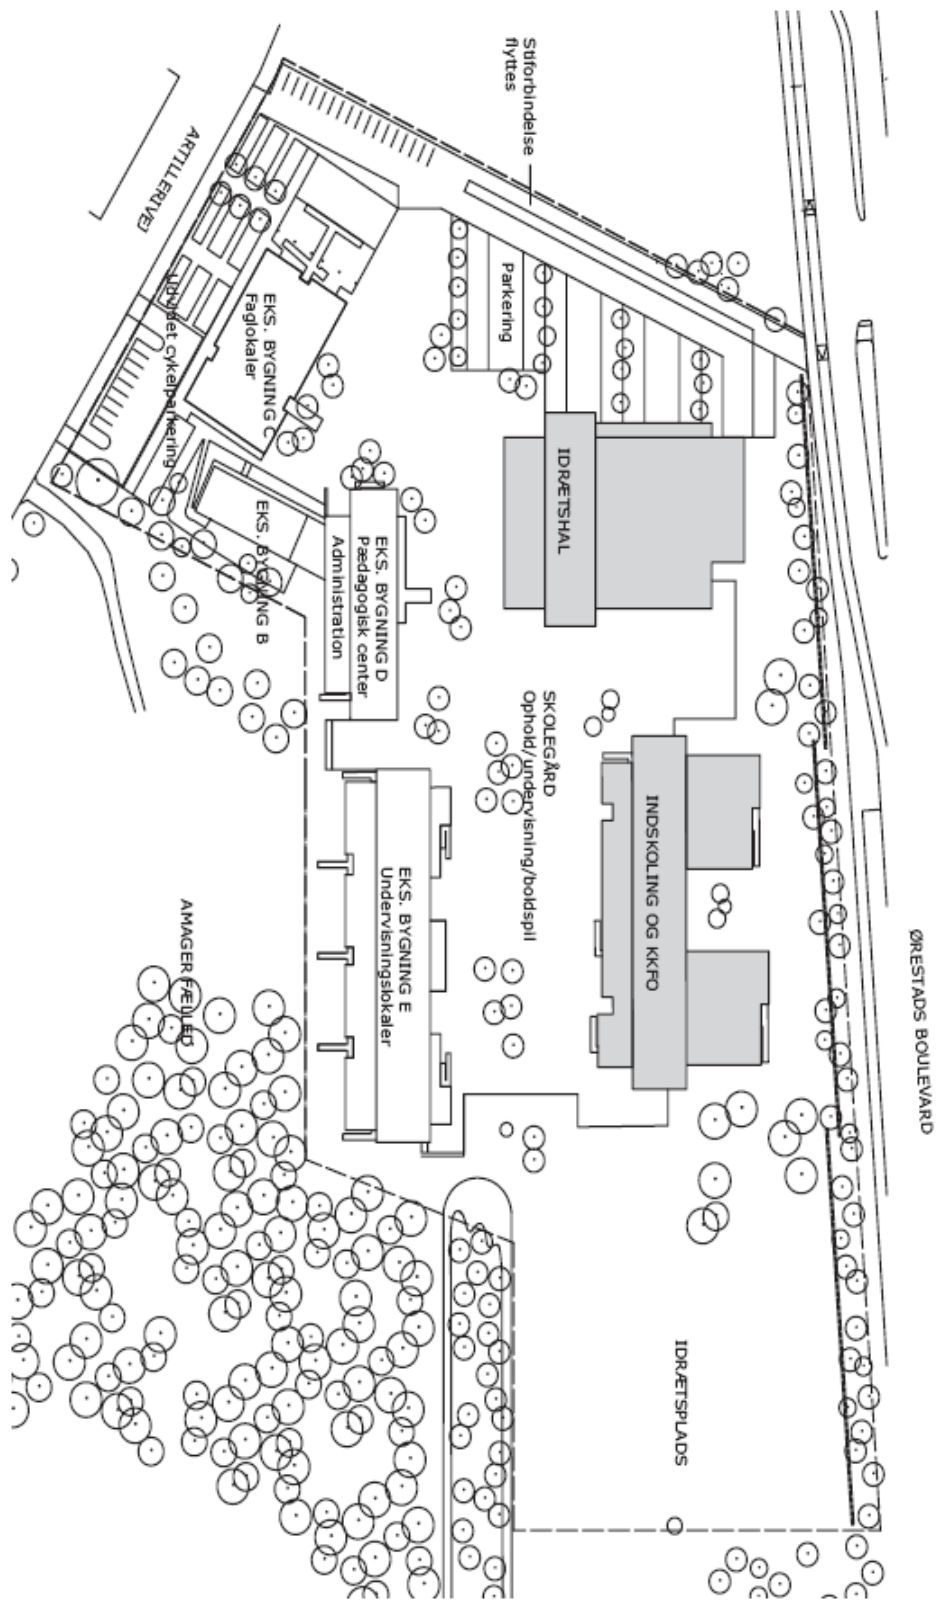 ØRESTADS BOULEVARD
Stiforbindelse
flyttes
Parkering
IDRÆTSHAL
INDSKOLING OG KKFO
IDRÆTSPLADS
SKOLEGÅRD
Ophold/undervisning/boldspil
EKS. BYGNING D
Pædagogisk center
Administration
EKS. BYGNING E
Undervisningslokaler
EKS. BYGNING C
Faglokaler
EKS. BYGNING B
ARTILLERIVEJ
Udvidet cykelparkering
AMAGER FÆLLED